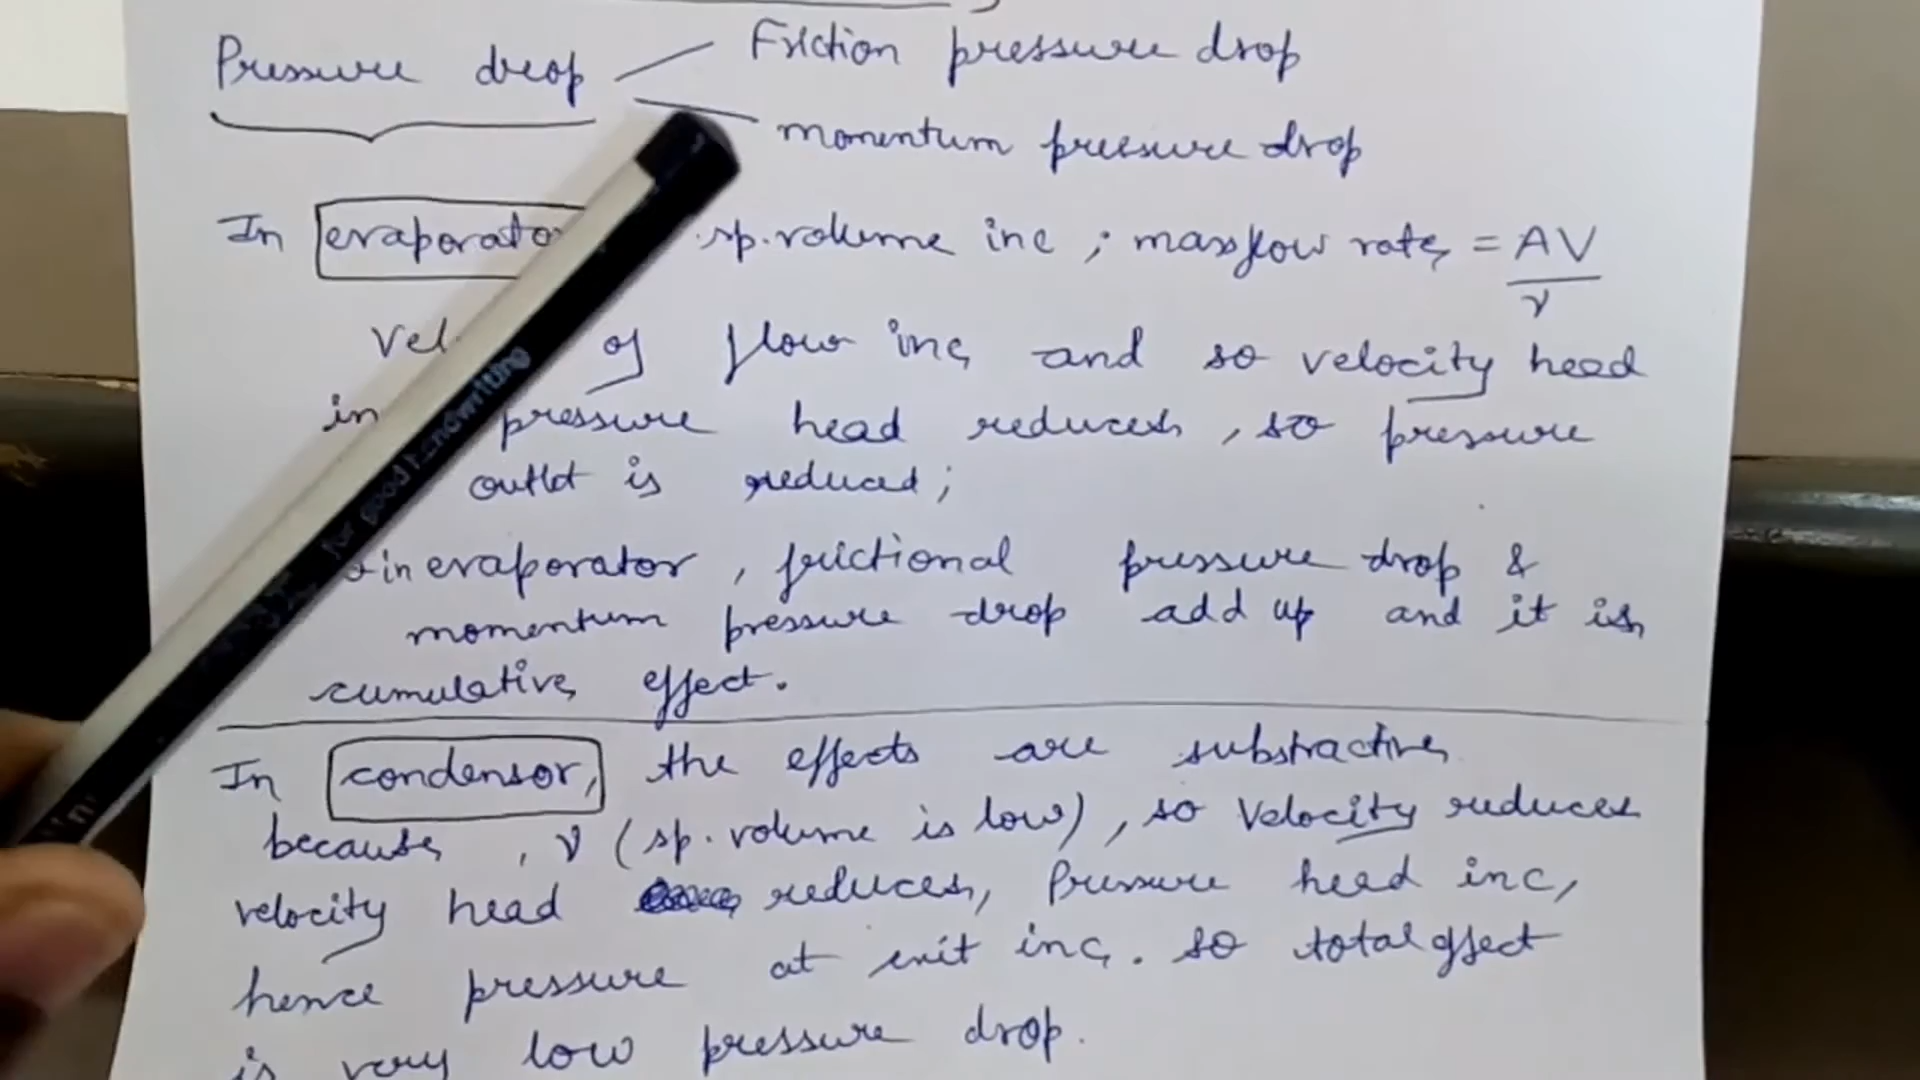 Pressure drop
Friction pressure drop
momentum pressure drop
In evaporato sp.volume inc ; massflow rate = AV
ν
Vel of flow inc and so velocity head
in pressure head reduces, so pressure
outlet is reduced;
in evaporator, frictional pressure drop &
momentum pressure drop add up and it is
cumulative effect.
In condensor, the effects are substractive
because, ν (sp. volume is low), so Velocity reduces
velocity head reduces, Pressure head inc,
hence pressure at exit inc. so total effect
is very low pressure drop.
for good handwriting